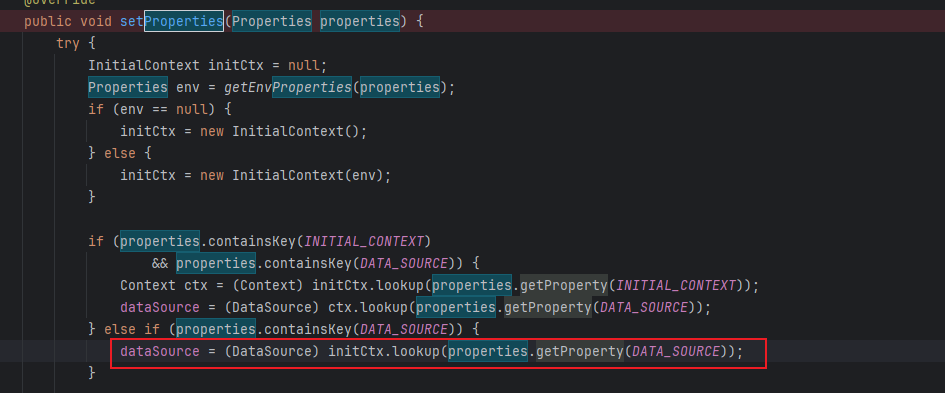 @Override
public void setProperties(Properties properties) {
try {
InitialContext initCtx = null;
Properties env = getEnvProperties(properties);
if (env == null) {
initCtx = new InitialContext();
} else {
initCtx = new InitialContext(env);
}
if (properties.containsKey(INITIAL_CONTEXT)
&& properties.containsKey(DATA_SOURCE)) {
Context ctx = (Context) initCtx.lookup(properties.getProperty(INITIAL_CONTEXT));
dataSource = (DataSource) ctx.lookup(properties.getProperty(DATA_SOURCE));
} else if (properties.containsKey(DATA_SOURCE)) {
dataSource = (DataSource) initCtx.lookup(properties.getProperty(DATA_SOURCE));
}